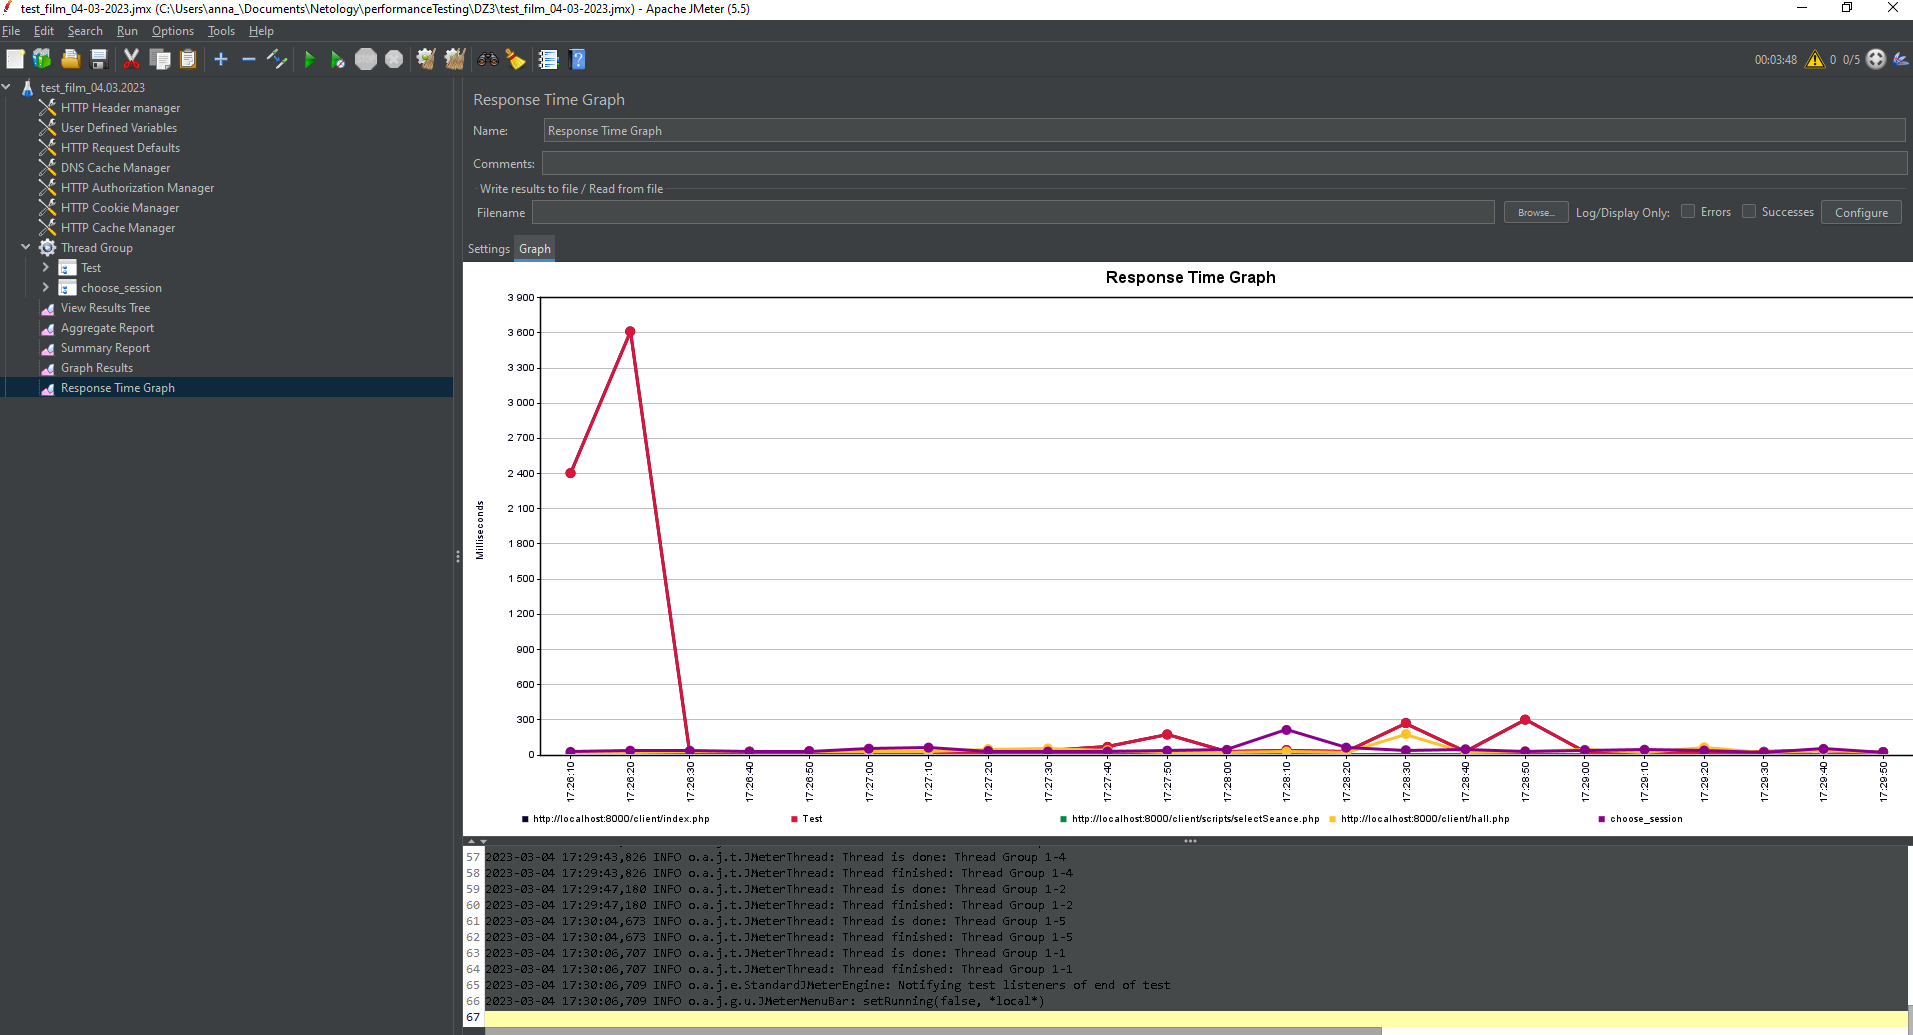 test_film_04-03-2023.jmx (C:\Users\anna_\Documents\Netology\performanceTesting\DZ3\test_film_04-03-2023.jmx) - Apache JMeter (5.5)
File Edit Search Run Options Tools Help
00:03:48 0 0/5
test_film_04.03.2023
HTTP Header manager
User Defined Variables
HTTP Request Defaults
DNS Cache Manager
HTTP Authorization Manager
HTTP Cookie Manager
HTTP Cache Manager
Thread Group
Test
choose_session
View Results Tree
Aggregate Report
Summary Report
Graph Results
Response Time Graph
Response Time Graph
Name: Response Time Graph
Comments:
Write results to file / Read from file
Filename Browse... Log/Display Only: Errors Successes Configure
Settings Graph
Response Time Graph
3 900
3 600
3 300
3 000
2 700
2 400
2 100
1 800
1 500
1 200
900
600
300
0
Milliseconds
17:26:10 17:26:20 17:26:30 17:26:40 17:26:50 17:27:00 17:27:10 17:27:20 17:27:30 17:27:40 17:27:50 17:28:00 17:28:10 17:28:20 17:28:30 17:28:40 17:28:50 17:29:00 17:29:10 17:29:20 17:29:30 17:29:40 17:29:50
http://localhost:8000/client/index.php Test http://localhost:8000/client/scripts/selectSeance.php http://localhost:8000/client/hall.php choose_session
57 2023-03-04 17:29:43,826 INFO o.a.j.t.JMeterThread: Thread is done: Thread Group 1-4
58 2023-03-04 17:29:43,826 INFO o.a.j.t.JMeterThread: Thread finished: Thread Group 1-4
59 2023-03-04 17:29:47,180 INFO o.a.j.t.JMeterThread: Thread is done: Thread Group 1-2
60 2023-03-04 17:29:47,180 INFO o.a.j.t.JMeterThread: Thread finished: Thread Group 1-2
61 2023-03-04 17:30:04,673 INFO o.a.j.t.JMeterThread: Thread is done: Thread Group 1-5
62 2023-03-04 17:30:04,673 INFO o.a.j.t.JMeterThread: Thread finished: Thread Group 1-5
63 2023-03-04 17:30:06,707 INFO o.a.j.t.JMeterThread: Thread is done: Thread Group 1-1
64 2023-03-04 17:30:06,707 INFO o.a.j.t.JMeterThread: Thread finished: Thread Group 1-1
65 2023-03-04 17:30:06,709 INFO o.a.j.e.StandardJMeterEngine: Notifying test listeners of end of test
66 2023-03-04 17:30:06,709 INFO o.a.j.g.u.JMeterMenuBar: setRunning(false, *local*)
67